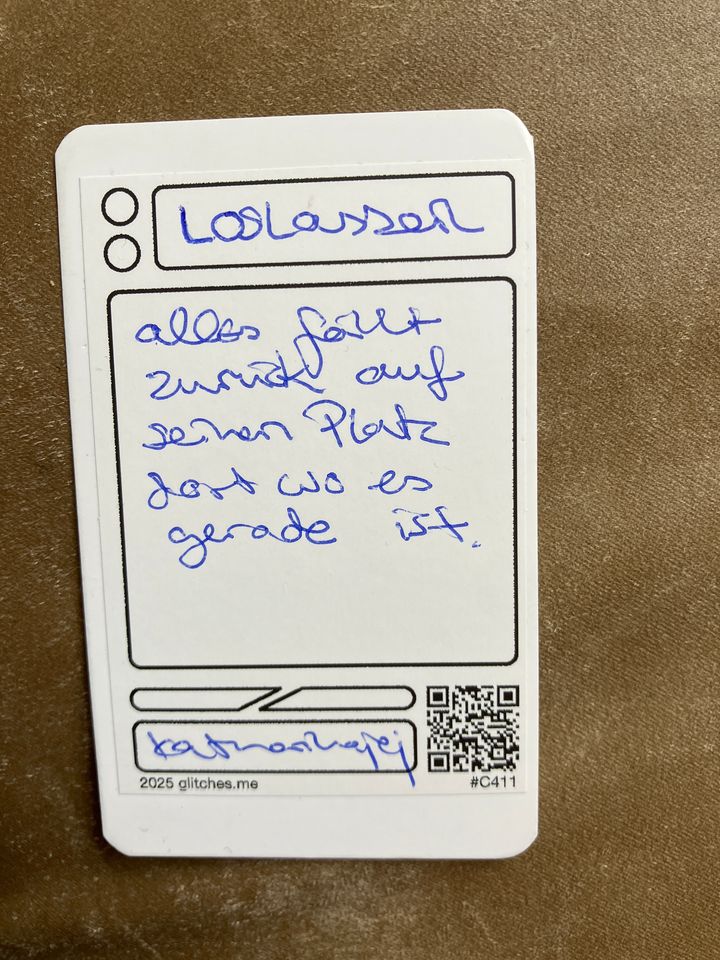 Loslassen
alles fällt
zurück auf
seinen Platz
dort wo es
gerade ist.
2025 glitches.me
#C411